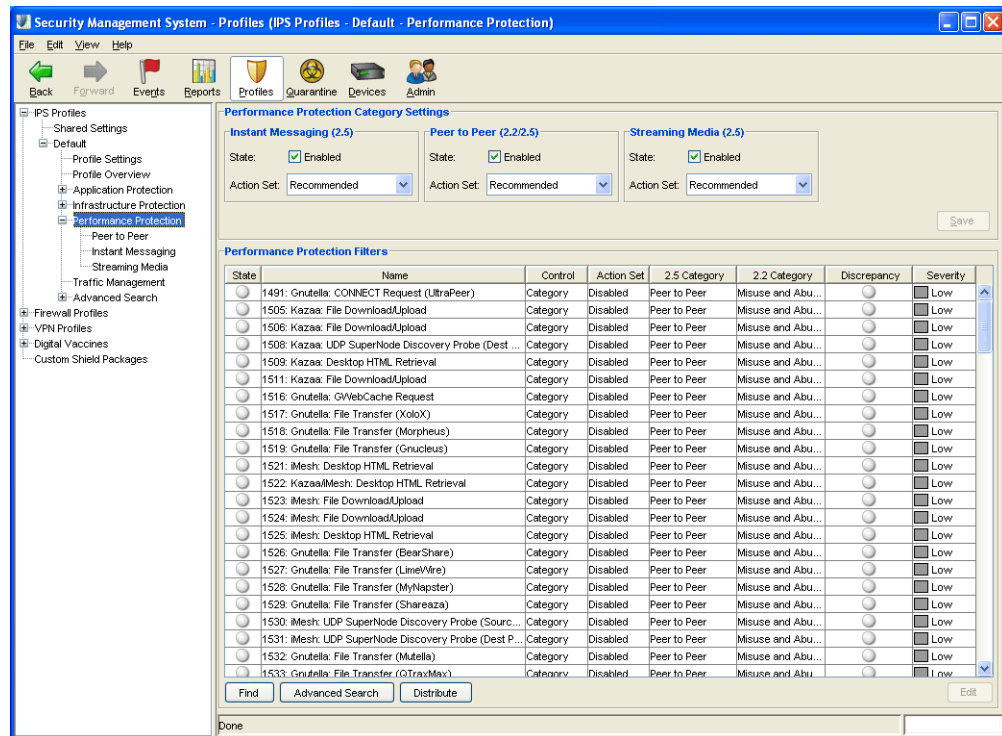 Security Management System - Profiles (IPS Profiles - Default - Performance Protection)
File Edit View Help
Back Forward Events Reports Profiles Quarantine Devices Admin
IPS Profiles
Shared Settings
Default
Profile Settings
Profile Overview
Application Protection
Infrastructure Protection
Performance Protection
Peer to Peer
Instant Messaging
Streaming Media
Traffic Management
Advanced Search
Firewall Profiles
VPN Profiles
Digital Vaccines
Custom Shield Packages
Performance Protection Category Settings
Instant Messaging (2.5)
State: Enabled
Action Set: Recommended
Peer to Peer (2.2/2.5)
State: Enabled
Action Set: Recommended
Streaming Media (2.5)
State: Enabled
Action Set: Recommended
Save
Performance Protection Filters
State Name Control Action Set 2.5 Category 2.2 Category Discrepancy Severity
1491: Gnutella: CONNECT Request (UltraPeer) Category Disabled Peer to Peer Misuse and Abu... Low
1505: Kazaa: File Download/Upload Category Disabled Peer to Peer Misuse and Abu... Low
1506: Kazaa: File Download/Upload Category Disabled Peer to Peer Misuse and Abu... Low
1508: Kazaa: UDP SuperNode Discovery Probe (Dest ... Category Disabled Peer to Peer Misuse and Abu... Low
1509: Kazaa: Desktop HTML Retrieval Category Disabled Peer to Peer Misuse and Abu... Low
1511: Kazaa: File Download/Upload Category Disabled Peer to Peer Misuse and Abu... Low
1516: Gnutella: GWebCache Request Category Disabled Peer to Peer Misuse and Abu... Low
1517: Gnutella: File Transfer (XoloX) Category Disabled Peer to Peer Misuse and Abu... Low
1518: Gnutella: File Transfer (Morpheus) Category Disabled Peer to Peer Misuse and Abu... Low
1519: Gnutella: File Transfer (Gnucleus) Category Disabled Peer to Peer Misuse and Abu... Low
1521: iMesh: Desktop HTML Retrieval Category Disabled Peer to Peer Misuse and Abu... Low
1522: Kazaa/iMesh: Desktop HTML Retrieval Category Disabled Peer to Peer Misuse and Abu... Low
1523: iMesh: File Download/Upload Category Disabled Peer to Peer Misuse and Abu... Low
1524: iMesh: File Download/Upload Category Disabled Peer to Peer Misuse and Abu... Low
1525: iMesh: Desktop HTML Retrieval Category Disabled Peer to Peer Misuse and Abu... Low
1526: Gnutella: File Transfer (BearShare) Category Disabled Peer to Peer Misuse and Abu... Low
1527: Gnutella: File Transfer (LimeWire) Category Disabled Peer to Peer Misuse and Abu... Low
1528: Gnutella: File Transfer (MyNapster) Category Disabled Peer to Peer Misuse and Abu... Low
1529: Gnutella: File Transfer (Shareaza) Category Disabled Peer to Peer Misuse and Abu... Low
1530: iMesh: UDP SuperNode Discovery Probe (Sourc... Category Disabled Peer to Peer Misuse and Abu... Low
1531: iMesh: UDP SuperNode Discovery Probe (Dest P... Category Disabled Peer to Peer Misuse and Abu... Low
1532: Gnutella: File Transfer (Mutella) Category Disabled Peer to Peer Misuse and Abu... Low
1533: Gnutella: File Transfer (QTraxMax) Category Disabled Peer to Peer Misuse and Abu... Low
Find Advanced Search Distribute Edit
Done